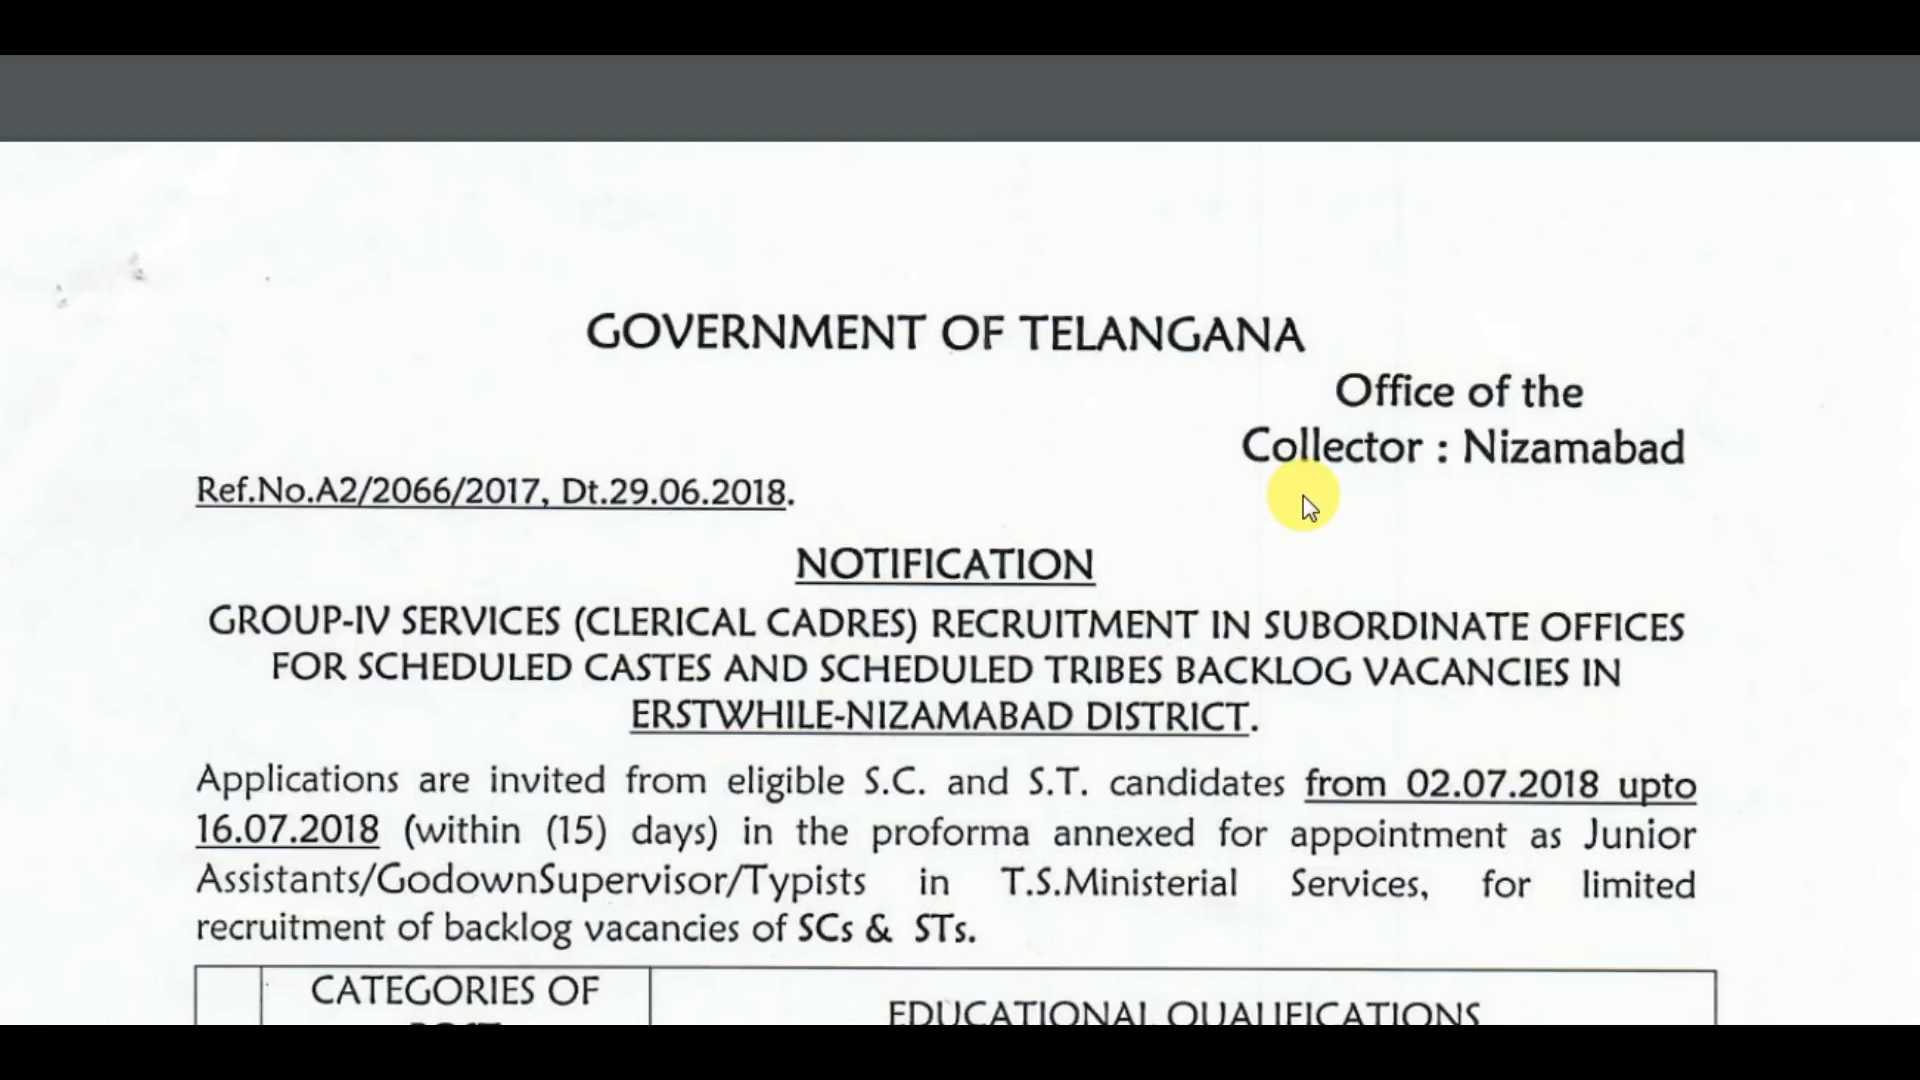 GOVERNMENT OF TELANGANA
Office of the
Collector : Nizamabad
Ref.No.A2/2066/2017, Dt.29.06.2018.
NOTIFICATION
GROUP-IV SERVICES (CLERICAL CADRES) RECRUITMENT IN SUBORDINATE OFFICES
FOR SCHEDULED CASTES AND SCHEDULED TRIBES BACKLOG VACANCIES IN
ERSTWHILE-NIZAMABAD DISTRICT.
Applications are invited from eligible S.C. and S.T. candidates from 02.07.2018 upto
16.07.2018 (within (15) days) in the proforma annexed for appointment as Junior
Assistants/GodownSupervisor/Typists in T.S.Ministerial Services, for limited
recruitment of backlog vacancies of SCs & STs.
CATEGORIES OF
EDUCATIONAL QUALIFICATIONS